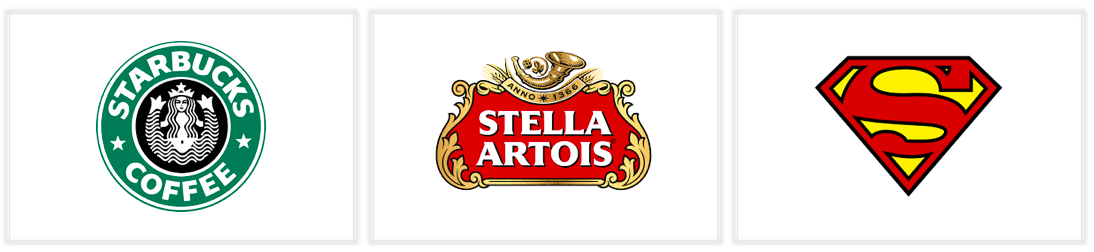 STARBUCKS
COFFEE
ANNO ★ 1366
STELLA
ARTOIS
S